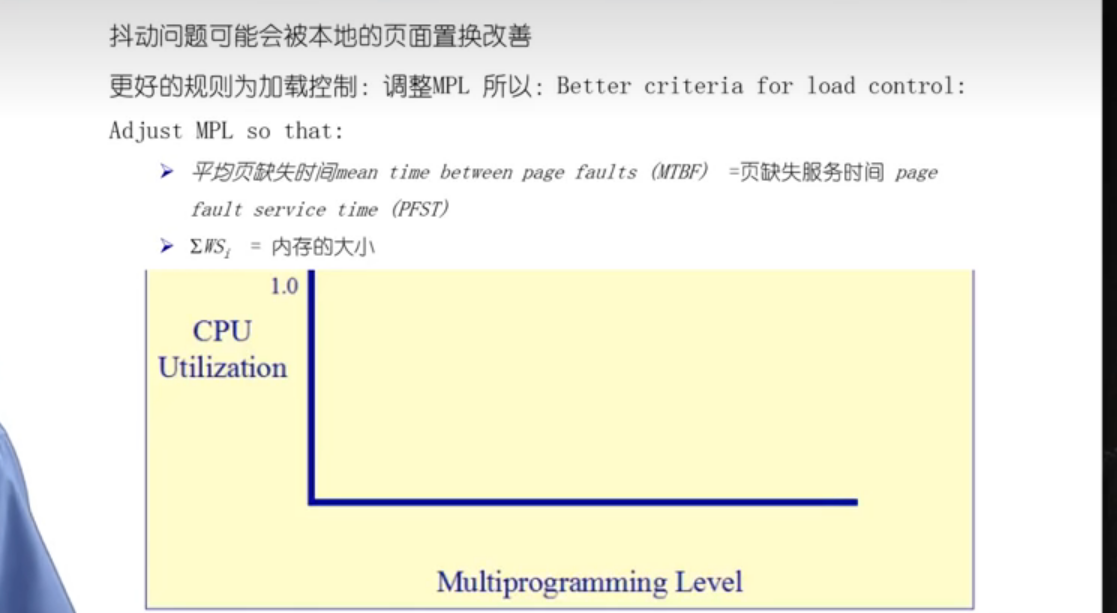 抖动问题可能会被本地的页面置换改善
更好的规则为加载控制: 调整MPL 所以: Better criteria for load control:
Adjust MPL so that:
➢ 平均页缺失时间mean time between page faults (MTBF) =页缺失服务时间 page
fault service time (PFST)
➢ ΣWSi = 内存的大小
1.0
CPU
Utilization
Multiprogramming Level